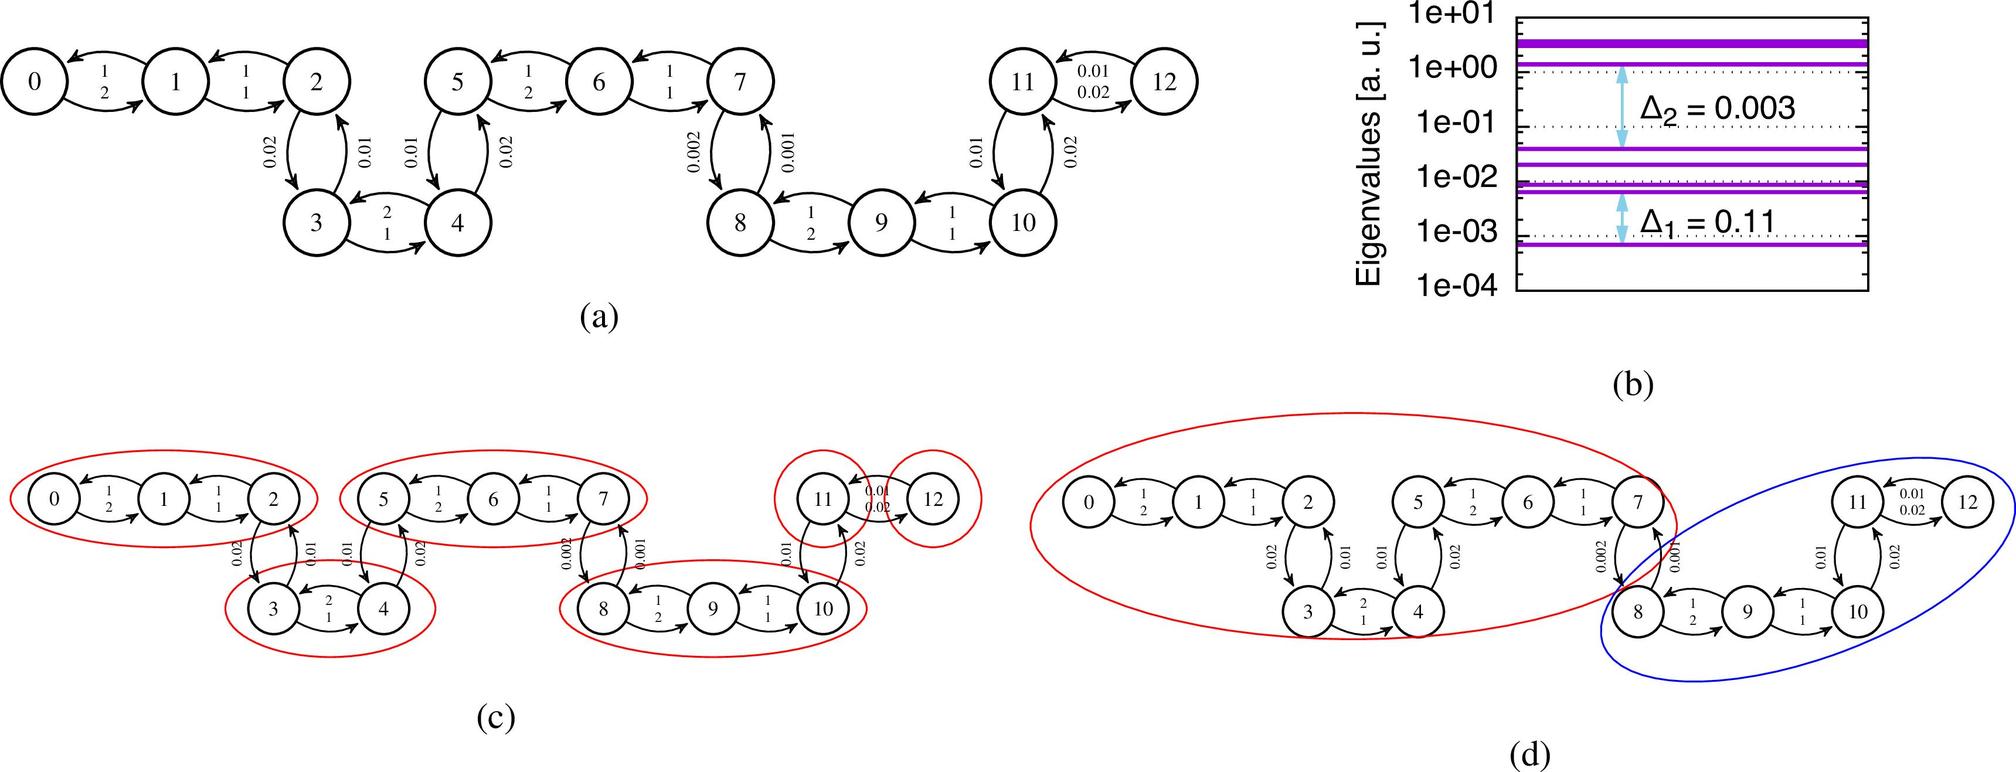 0 1 2 1 1 1 2 5 1 2 6 1 1 7 11 0.01 0.02 12
0.02 0.01 0.01 0.02 0.002 0.001 0.01 0.02
3 2 1 4 8 1 2 9 1 1 10
(a)
Eigenvalues [a. u.]
1e+01
1e+00
1e-01
1e-02
1e-03
1e-04
Δ2 = 0.003
Δ1 = 0.11
(b)
0 1 2 1 1 1 2 5 1 2 6 1 1 7 11 0.01 0.02 12
0.02 0.01 0.01 0.02 0.002 0.001 0.01 0.02
3 2 1 4 8 1 2 9 1 1 10
(c)
0 1 2 1 1 1 2 5 1 2 6 1 1 7 11 0.01 0.02 12
0.02 0.01 0.01 0.02 0.002 0.001 0.01 0.02
3 2 1 4 8 1 2 9 1 1 10
(d)